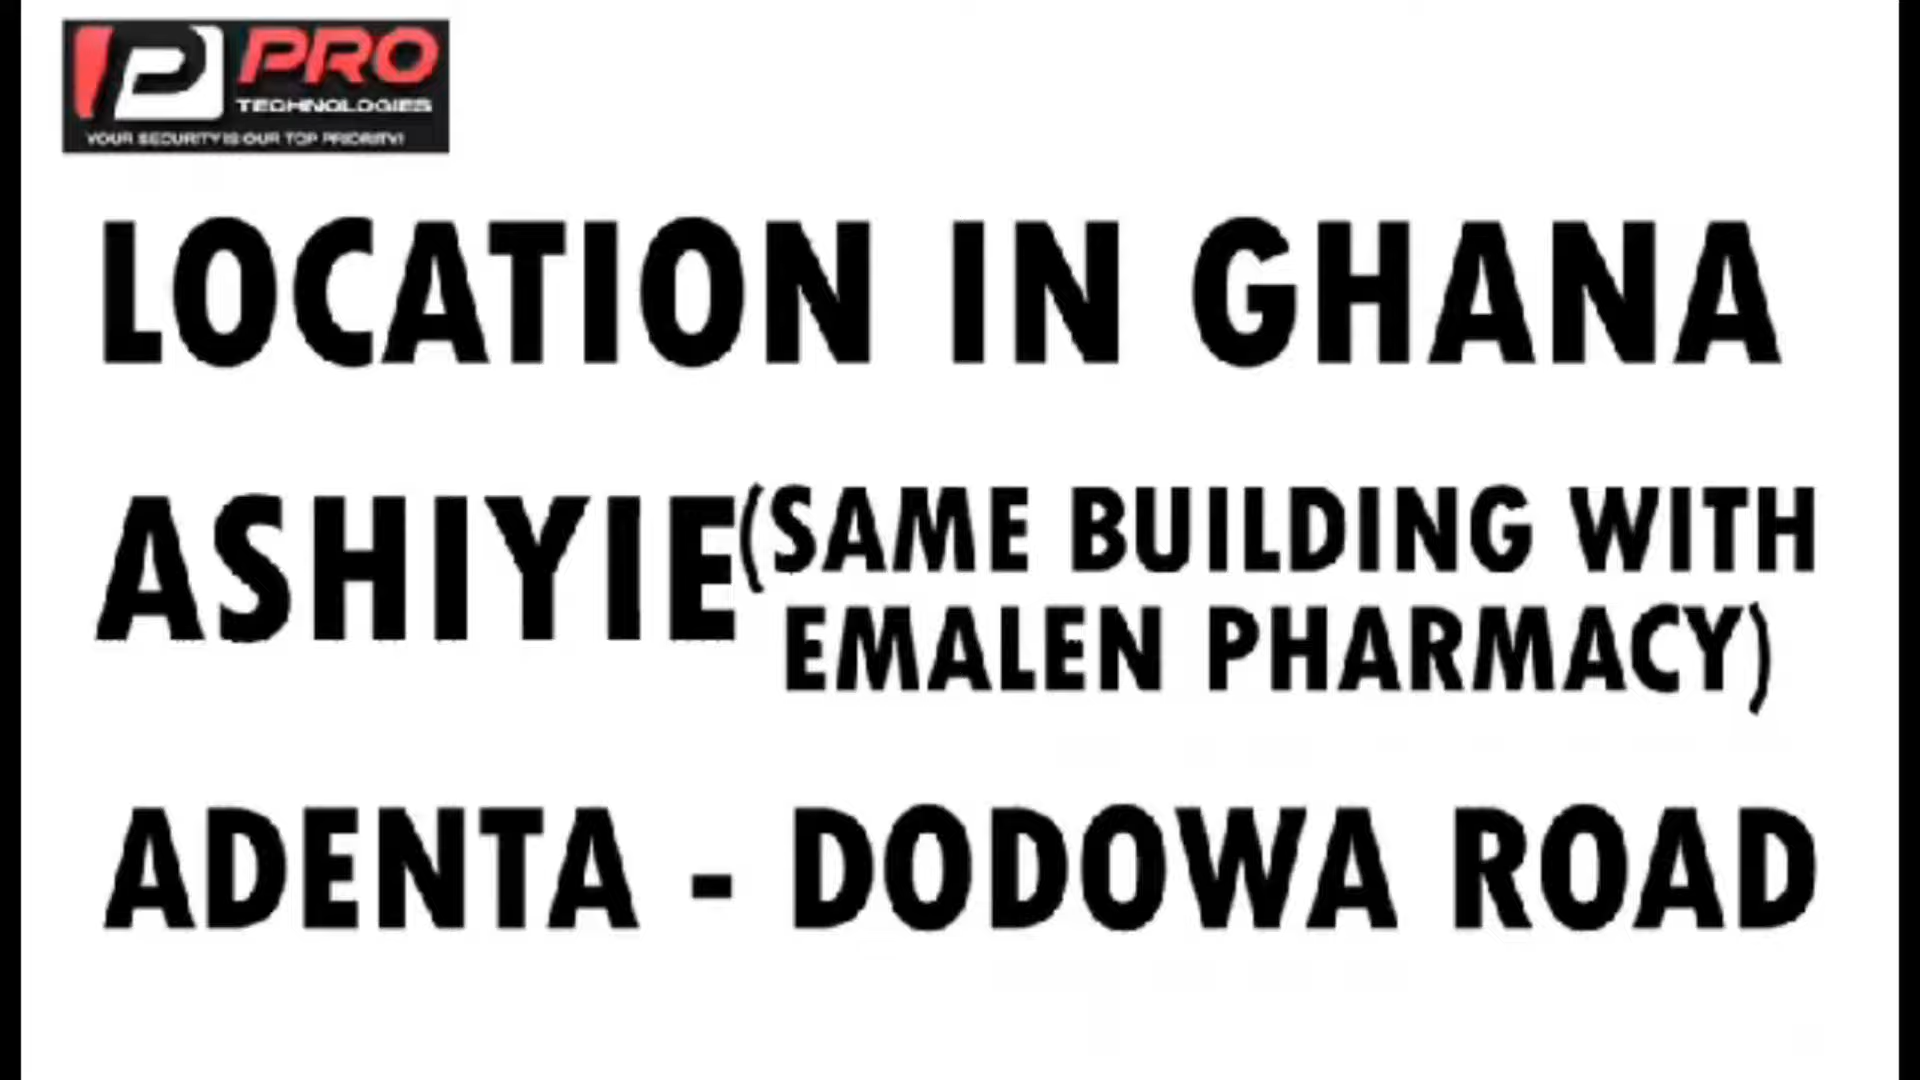 PRO
TECHNOLOGIES
YOUR SECURITY IS OUR TOP PRIORITY!
LOCATION IN GHANA
ASHIYIE (SAME BUILDING WITH
EMALEN PHARMACY)
ADENTA - DODOWA ROAD